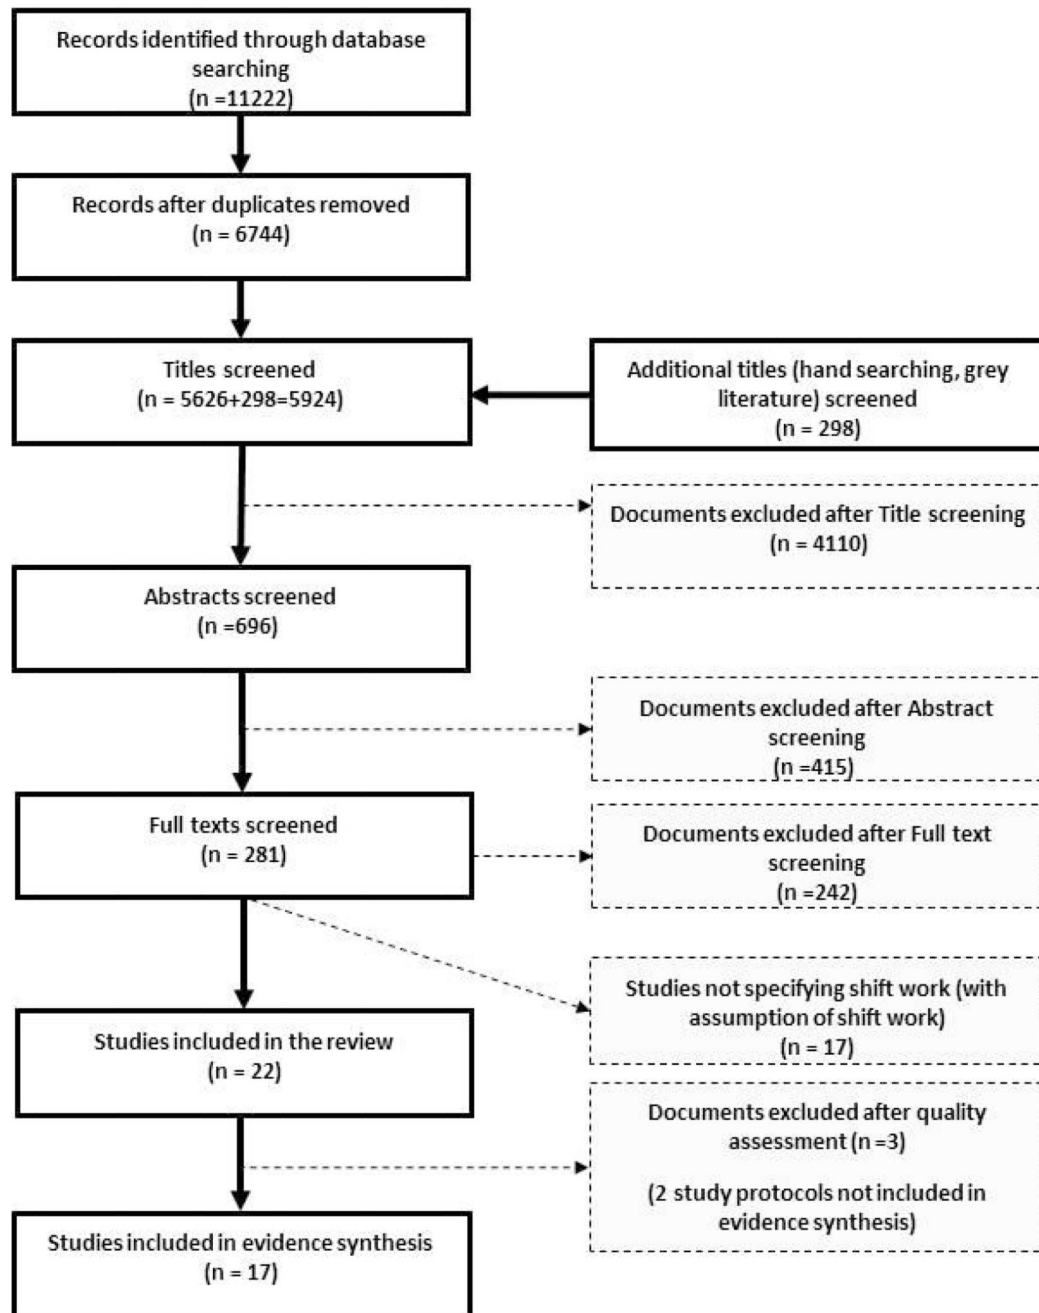 Records identified through database
searching
(n =11222)
Records after duplicates removed
(n = 6744)
Titles screened
(n = 5626+298=5924)
Additional titles (hand searching, grey
literature) screened
(n = 298)
Documents excluded after Title screening
(n = 4110)
Abstracts screened
(n =696)
Documents excluded after Abstract
screening
(n =415)
Full texts screened
(n = 281)
Documents excluded after Full text
screening
(n =242)
Studies not specifying shift work (with
assumption of shift work)
(n = 17)
Studies included in the review
(n = 22)
Documents excluded after quality
assessment (n =3)
(2 study protocols not included in
evidence synthesis)
Studies included in evidence synthesis
(n = 17)